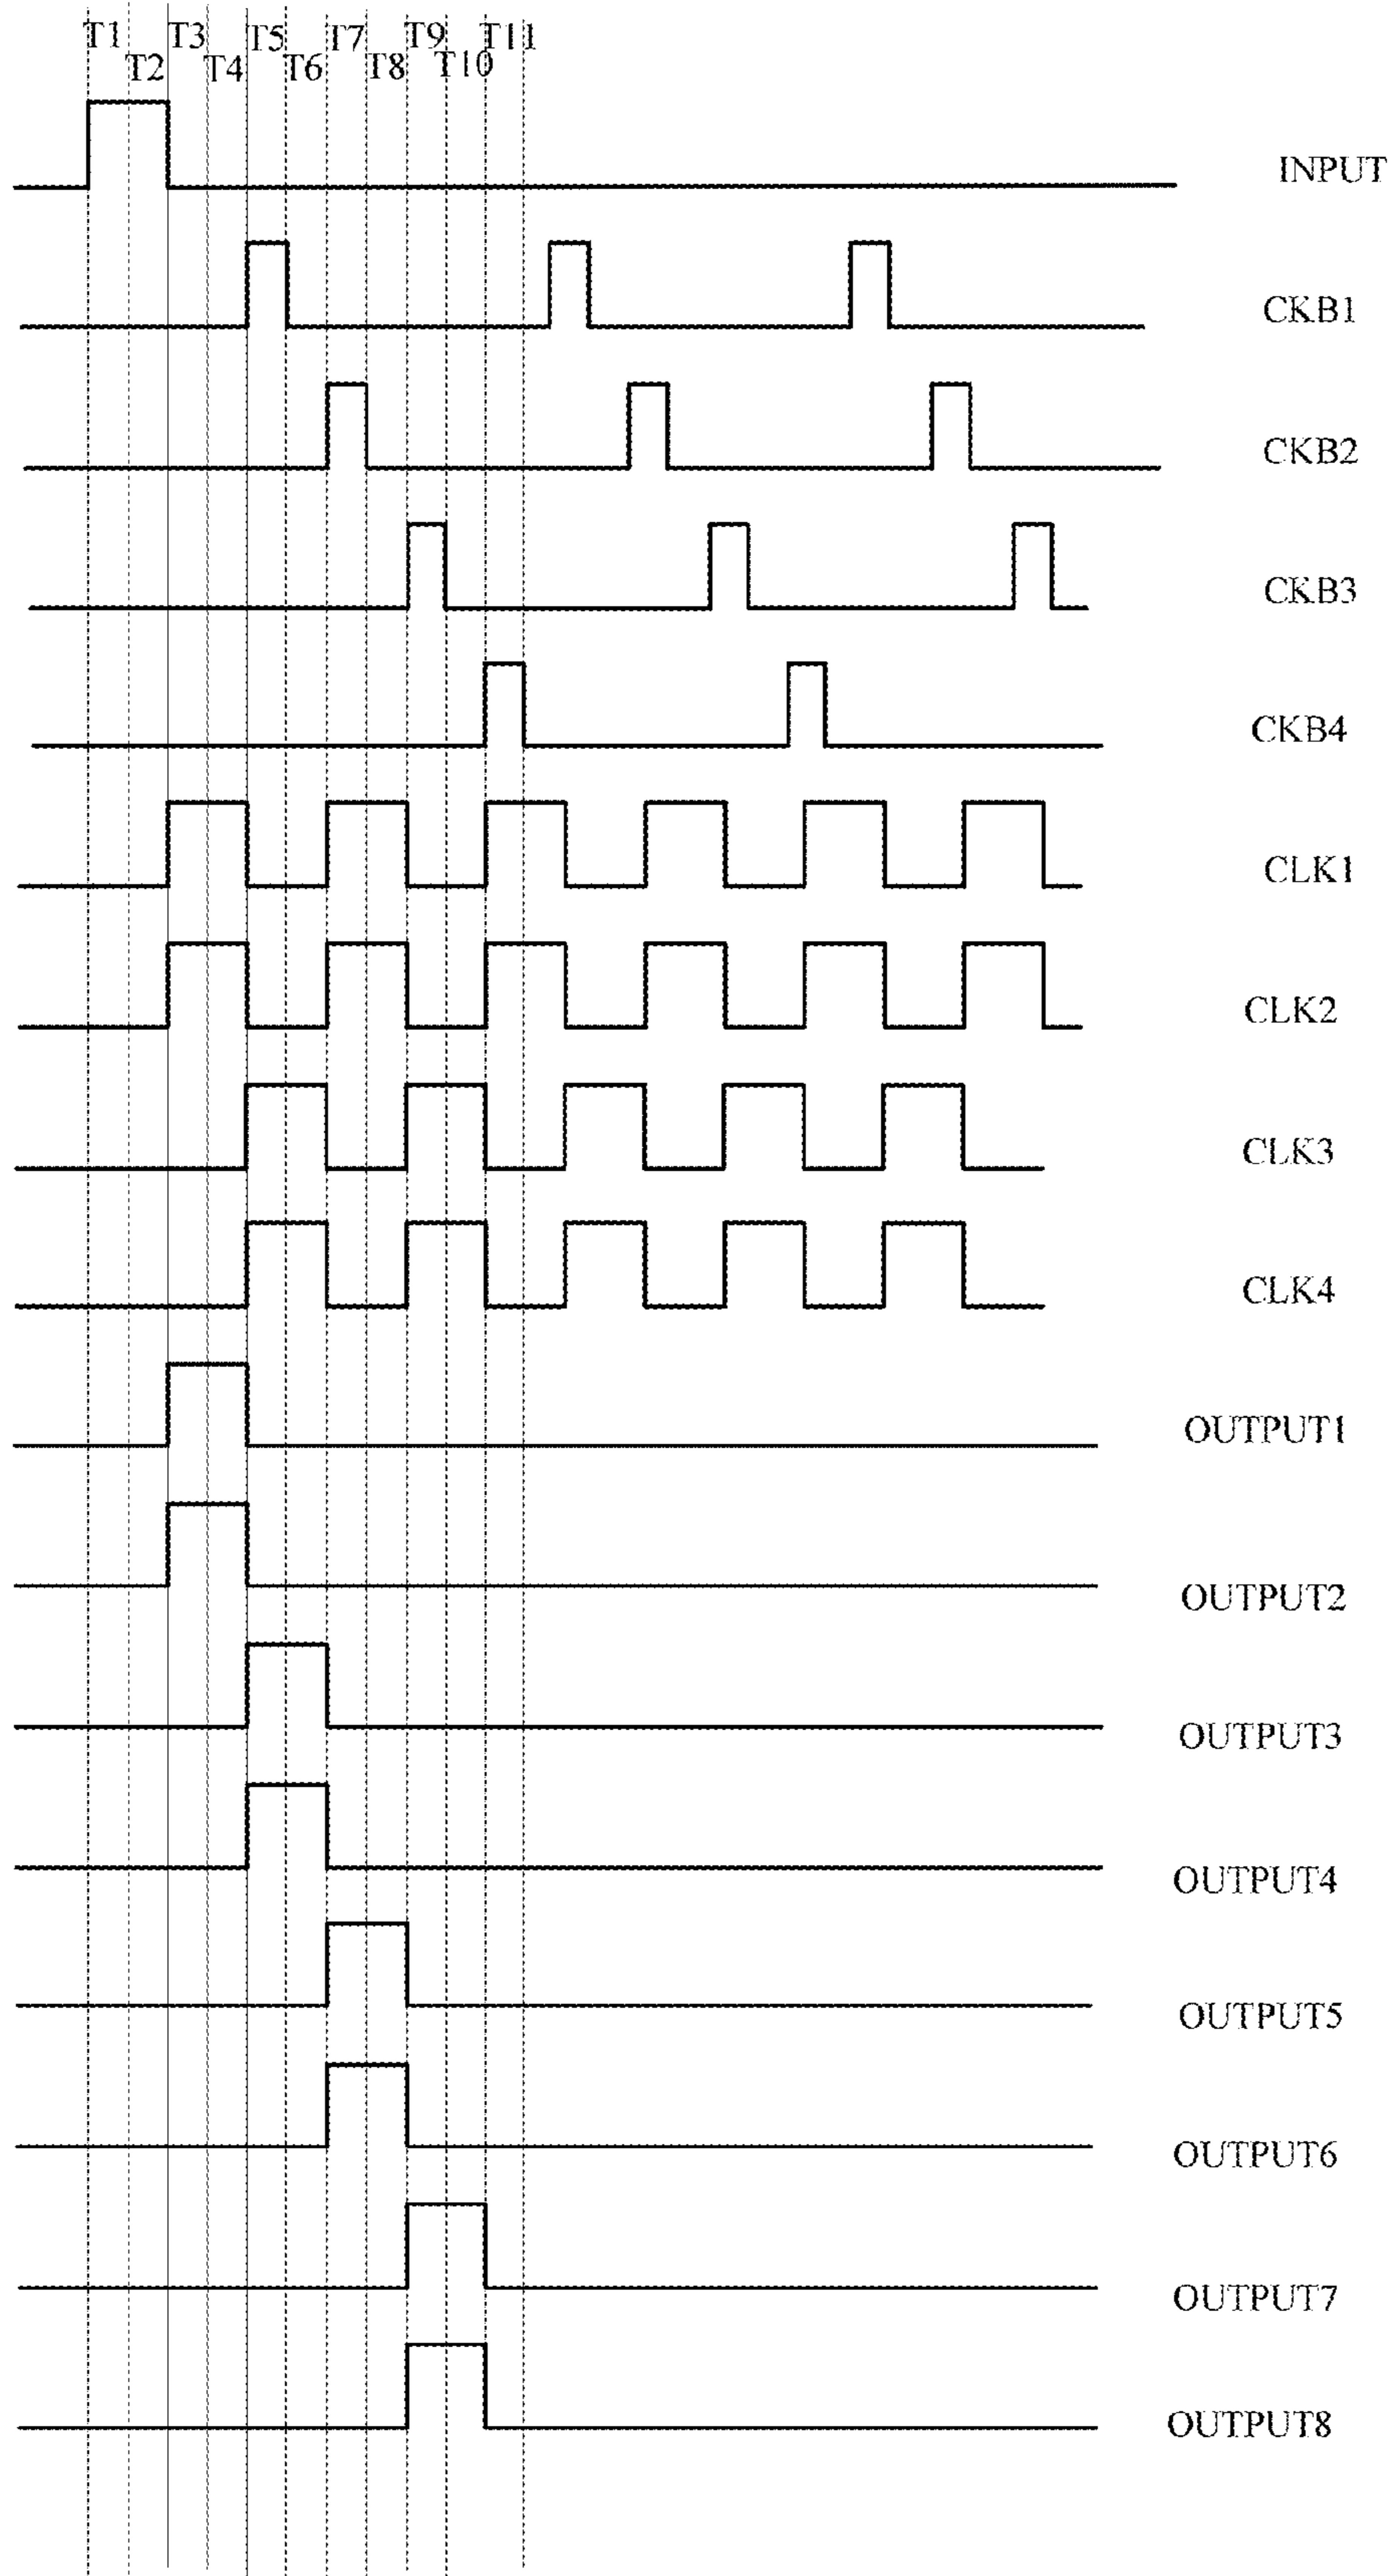 T1 T3 T5 T7 T9 T11
T2 T4 T6 T8 T10
INPUT
CKB1
CKB2
CKB3
CKB4
CLK1
CLK2
CLK3
CLK4
OUTPUT1
OUTPUT2
OUTPUT3
OUTPUT4
OUTPUT5
OUTPUT6
OUTPUT7
OUTPUT8